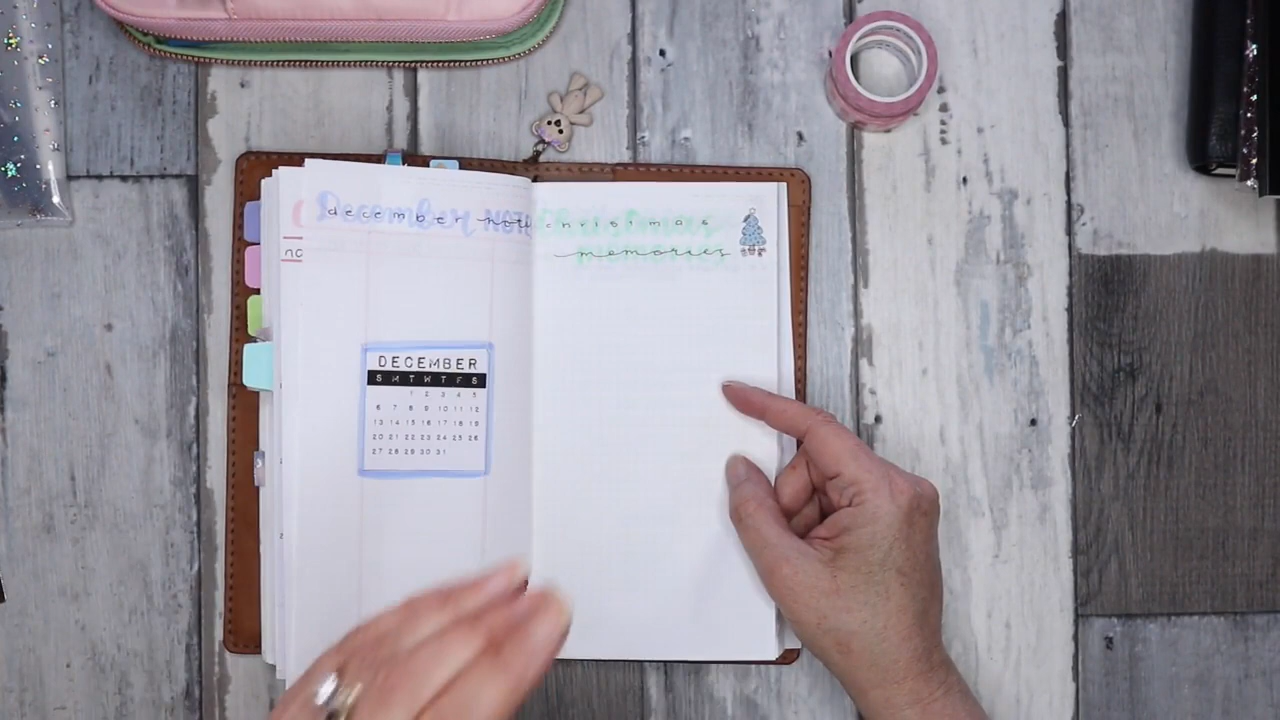 december notes
no
DECEMBER
S M T W T F S
1 2 3 4 5
6 7 8 9 10 11 12
13 14 15 16 17 18 19
20 21 22 23 24 25 26
27 28 29 30 31
christmas
memories